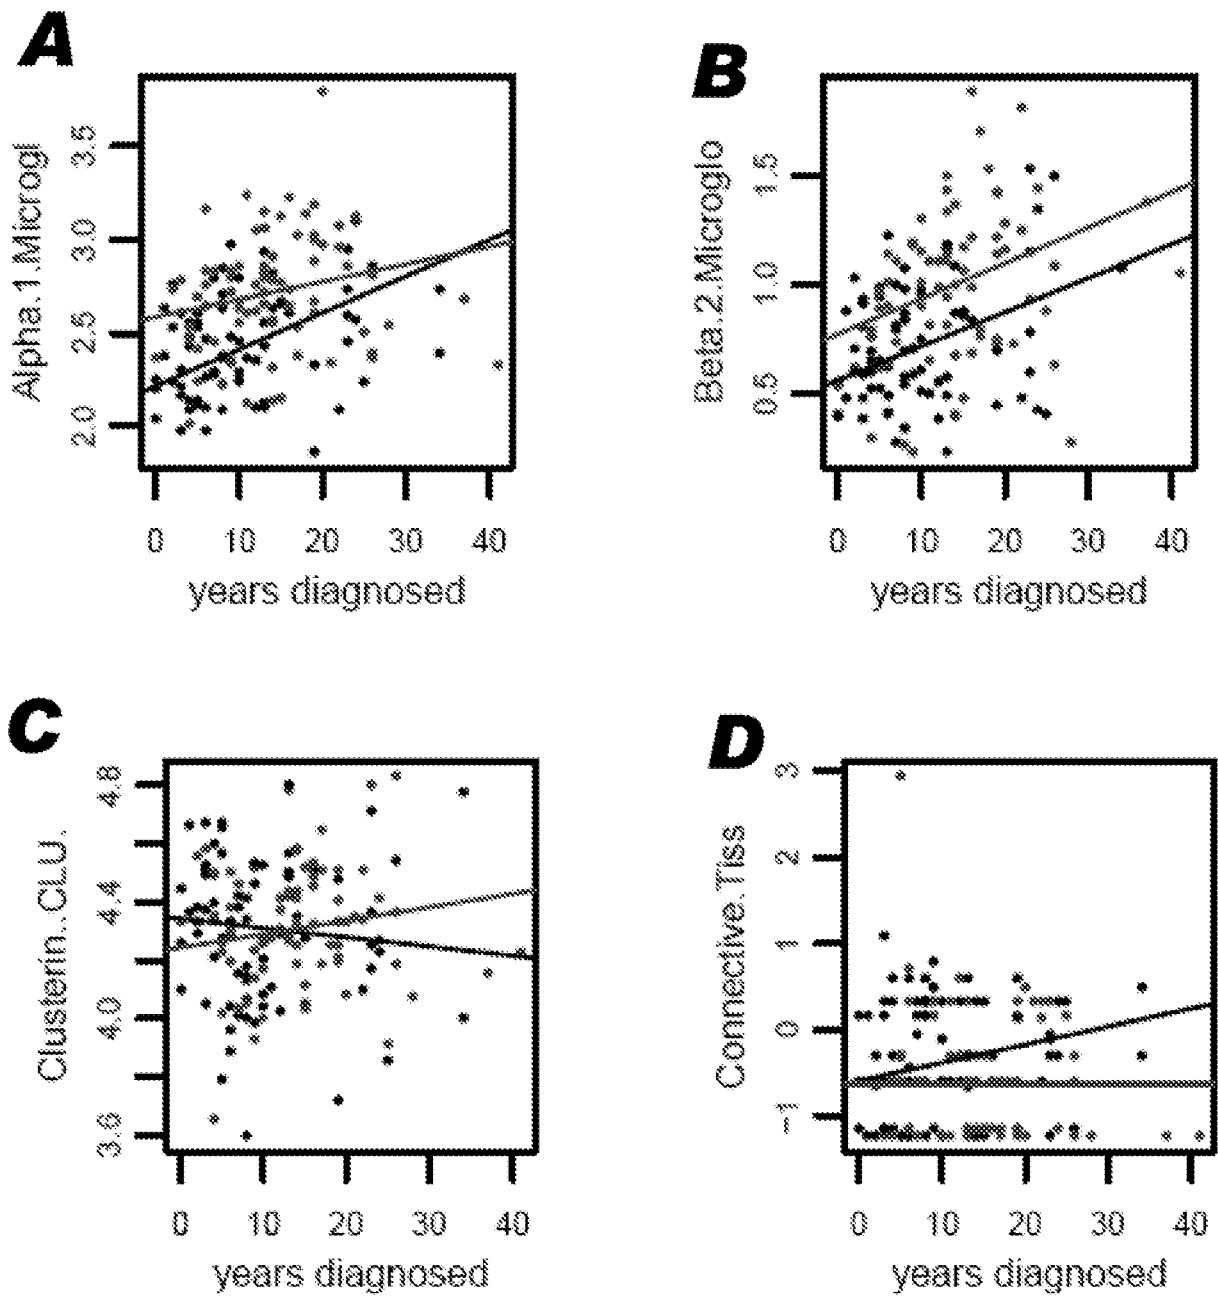 A
Alpha.1.Microgl
3.5
3.0
2.5
2.0
0 10 20 30 40
years diagnosed
B
Beta.2.Microglo
1.5
1.0
0.5
0 10 20 30 40
years diagnosed
C
Clusterin..CLU.
4.8
4.4
4.0
3.6
0 10 20 30 40
years diagnosed
D
Connective.Tiss
3
2
1
0
−1
0 10 20 30 40
years diagnosed